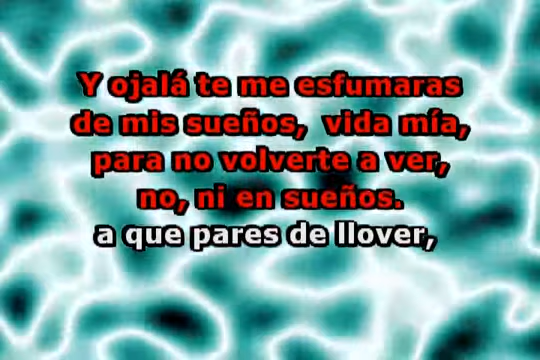 Y ojalá te me esfumaras
de mis sueños, vida mía,
para no volverte a ver,
no, ni en sueños.
a que pares de llover,